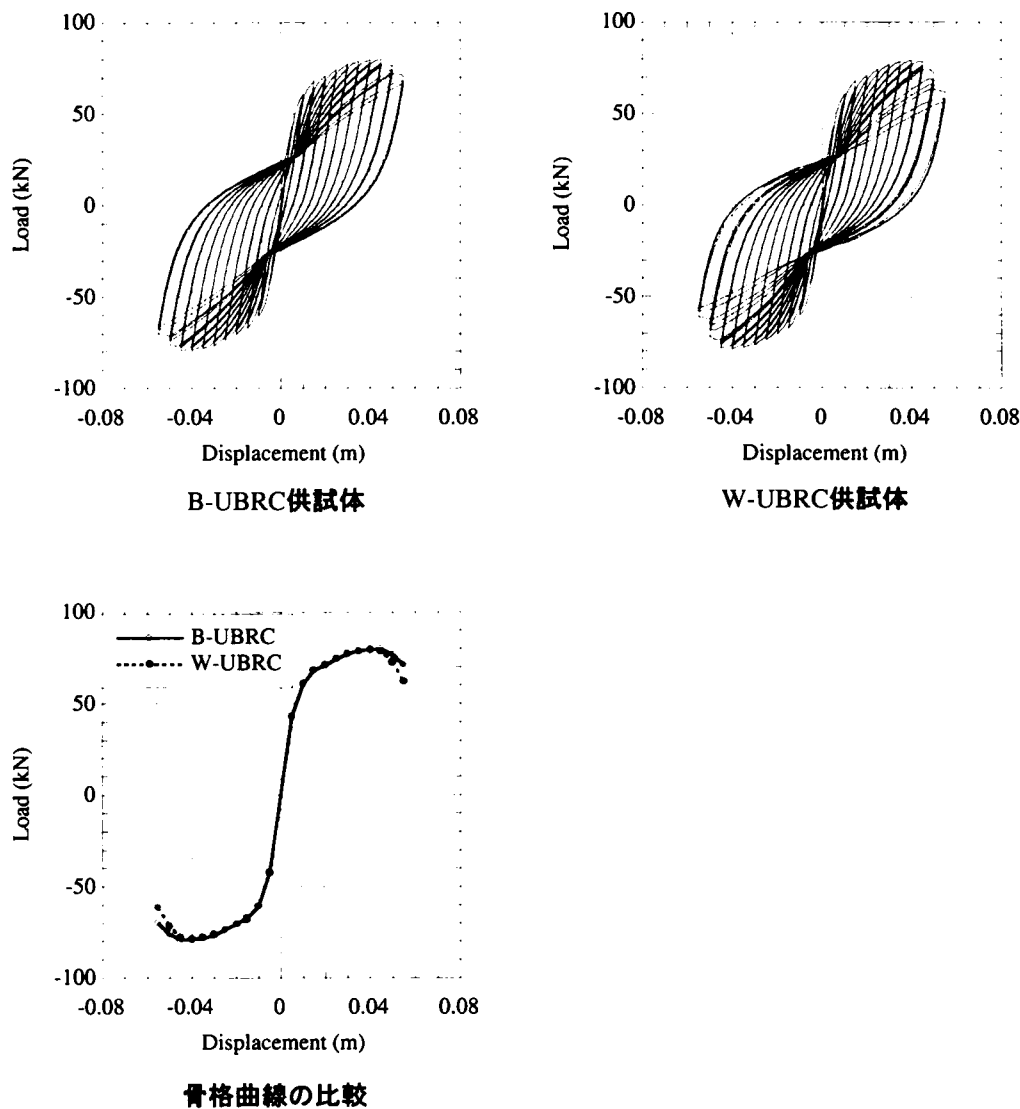 100
50
0
-50
-100
Load (kN)
-0.08
-0.04
0
0.04
0.08
Displacement (m)
B-UBRC供試体
100
50
0
-50
-100
Load (kN)
-0.08
-0.04
0
0.04
0.08
Displacement (m)
W-UBRC供試体
100
50
0
-50
-100
Load (kN)
B-UBRC
W-UBRC
-0.08
-0.04
0
0.04
0.08
Displacement (m)
骨格曲線の比較